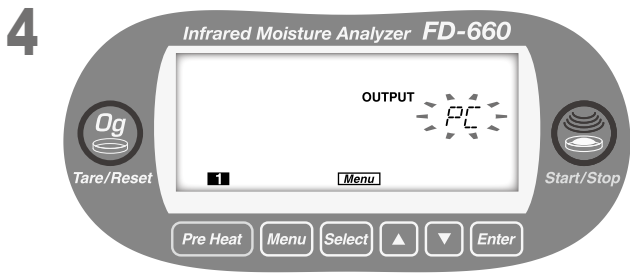 4
Infrared Moisture Analyzer FD-660
OUTPUT PC
0g
Tare/Reset
Start/Stop
1 Menu
Pre Heat Menu Select ▲ ▼ Enter